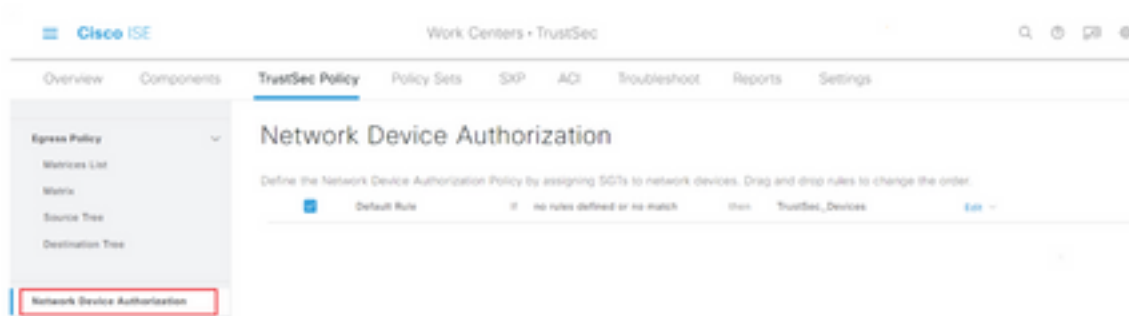 Cisco ISE
Work Centers • TrustSec
Overview Components TrustSec Policy Policy Sets SXP ACI Troubleshoot Reports Settings
Egress Policy
Matrices List
Matrix
Source Tree
Destination Tree
Network Device Authorization
Network Device Authorization
Define the Network Device Authorization Policy by assigning SGTs to network devices. Drag and drop rules to change the order.
Default Rule If no rules defined or no match then TrustSec_Devices Edit